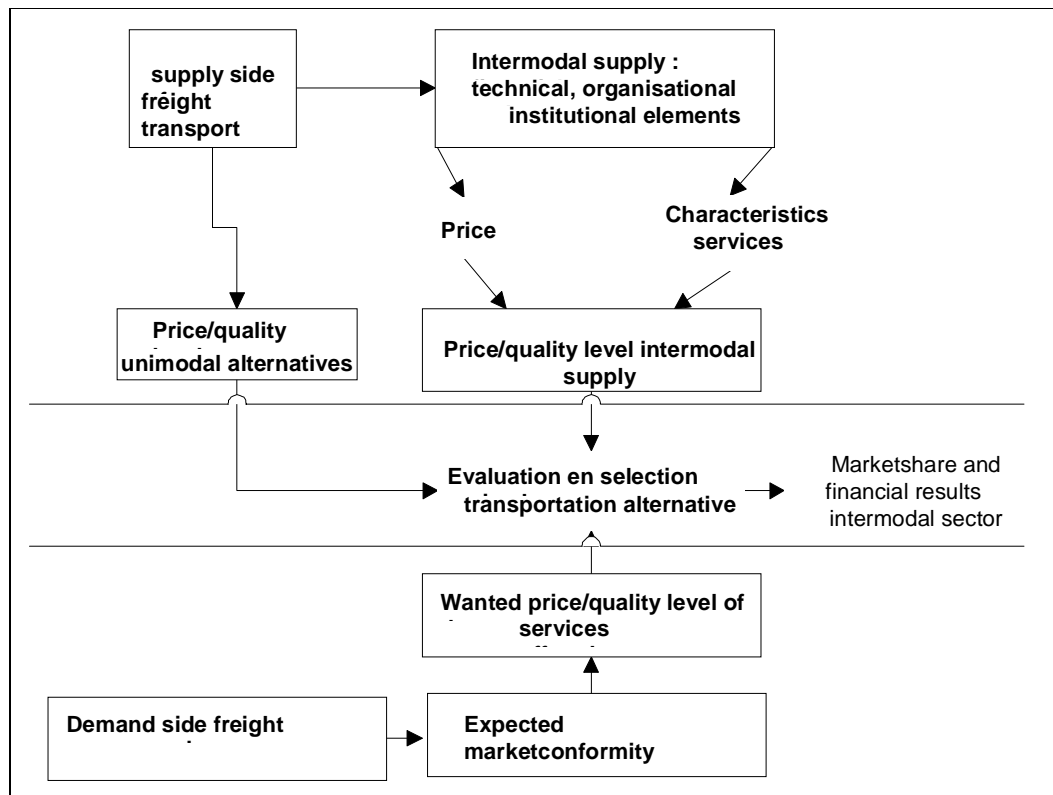 supply side
freight
transport
Intermodal supply :
technical, organisational
institutional elements
Price
Characteristics
services
Price/quality
unimodal alternatives
Price/quality level intermodal
supply
Evaluation en selection
transportation alternative
Marketshare and
financial results
intermodal sector
Wanted price/quality level of
services
Demand side freight
Expected
marketconformity